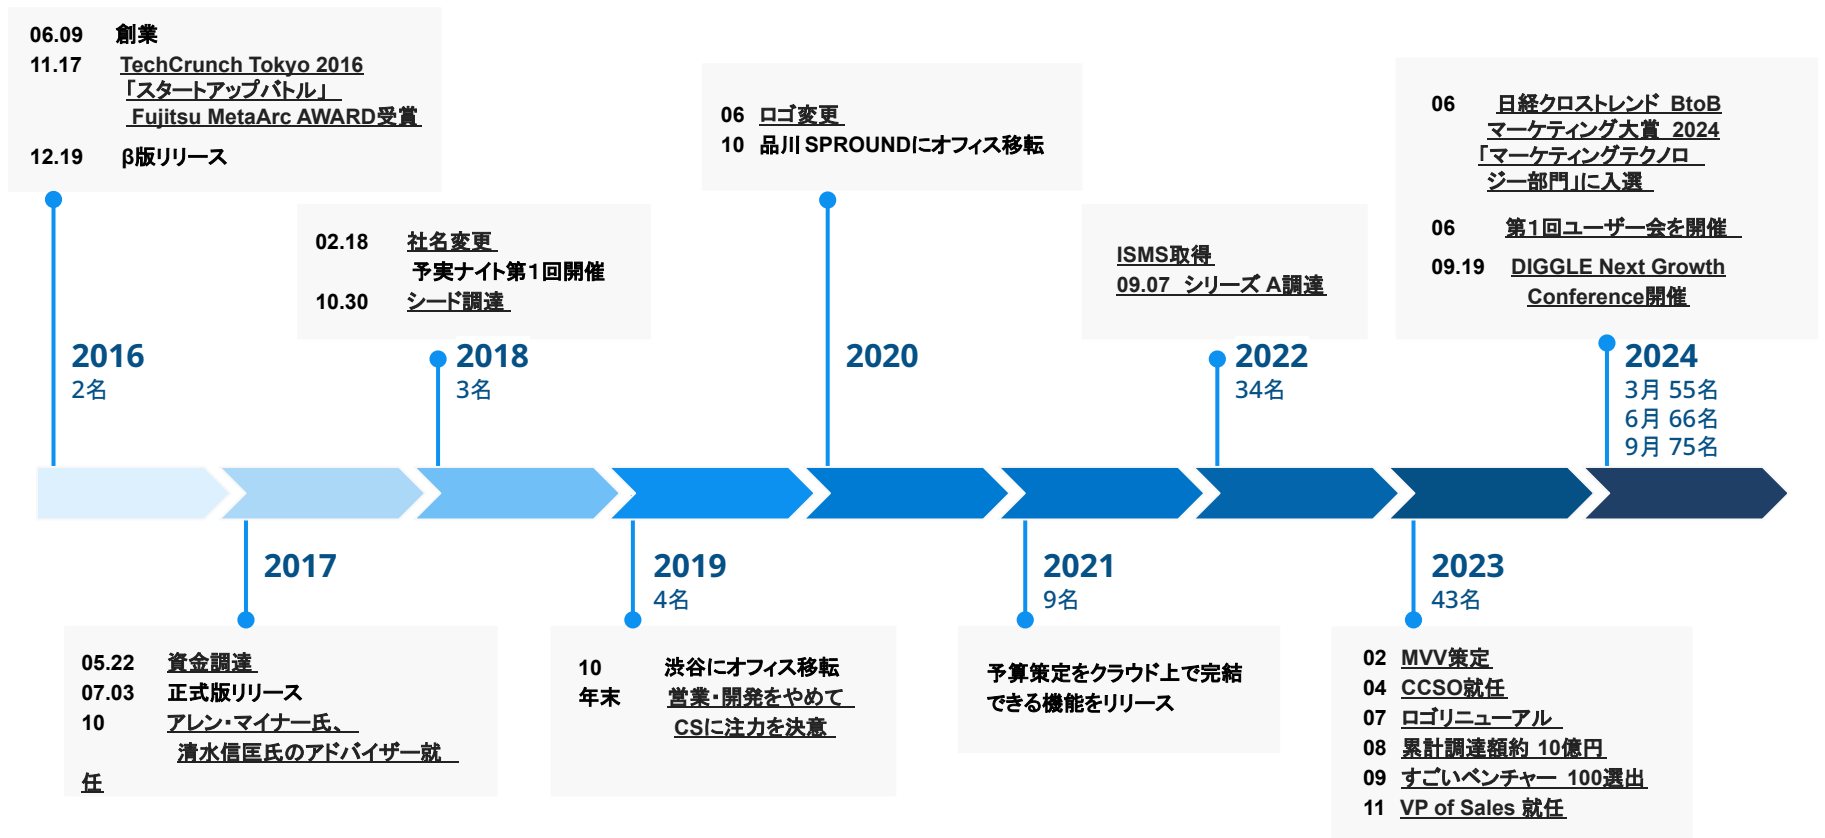 06.09 創業
11.17 TechCrunch Tokyo 2016
「スタートアップバトル」
Fujitsu MetaArc AWARD受賞
12.19 β版リリース
2016
2名
05.22 資金調達
07.03 正式版リリース
10 アレン・マイナー氏、
清水信匡氏のアドバイザー就
任
2017
02.18 社名変更
予実ナイト第1回開催
10.30 シード調達
2018
3名
2019
4名
10 渋谷にオフィス移転
年末 営業・開発をやめて
CSに注力を決意
06 ロゴ変更
10 品川 SPROUNDにオフィス移転
2020
2021
9名
予算策定をクラウド上で完結
できる機能をリリース
ISMS取得
09.07 シリーズ A調達
2022
34名
2023
43名
02 MVV策定
04 CCSO就任
07 ロゴリニューアル
08 累計調達額約 10億円
09 すごいベンチャー 100選出
11 VP of Sales 就任
06 日経クロストレンド BtoB
マーケティング大賞 2024
「マーケティングテクノロ
ジー部門」に入選
06 第1回ユーザー会を開催
09.19 DIGGLE Next Growth
Conference開催
2024
3月 55名
6月 66名
9月 75名